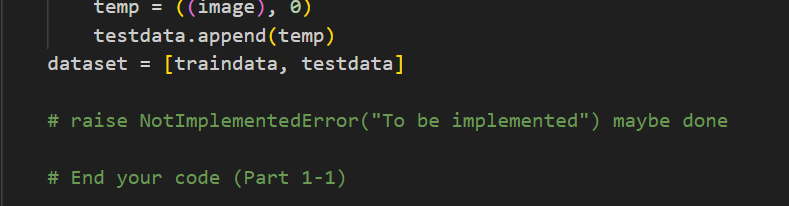 temp = ((image), 0)
testdata.append(temp)
dataset = [traindata, testdata]
# raise NotImplementedError("To be implemented") maybe done
# End your code (Part 1-1)